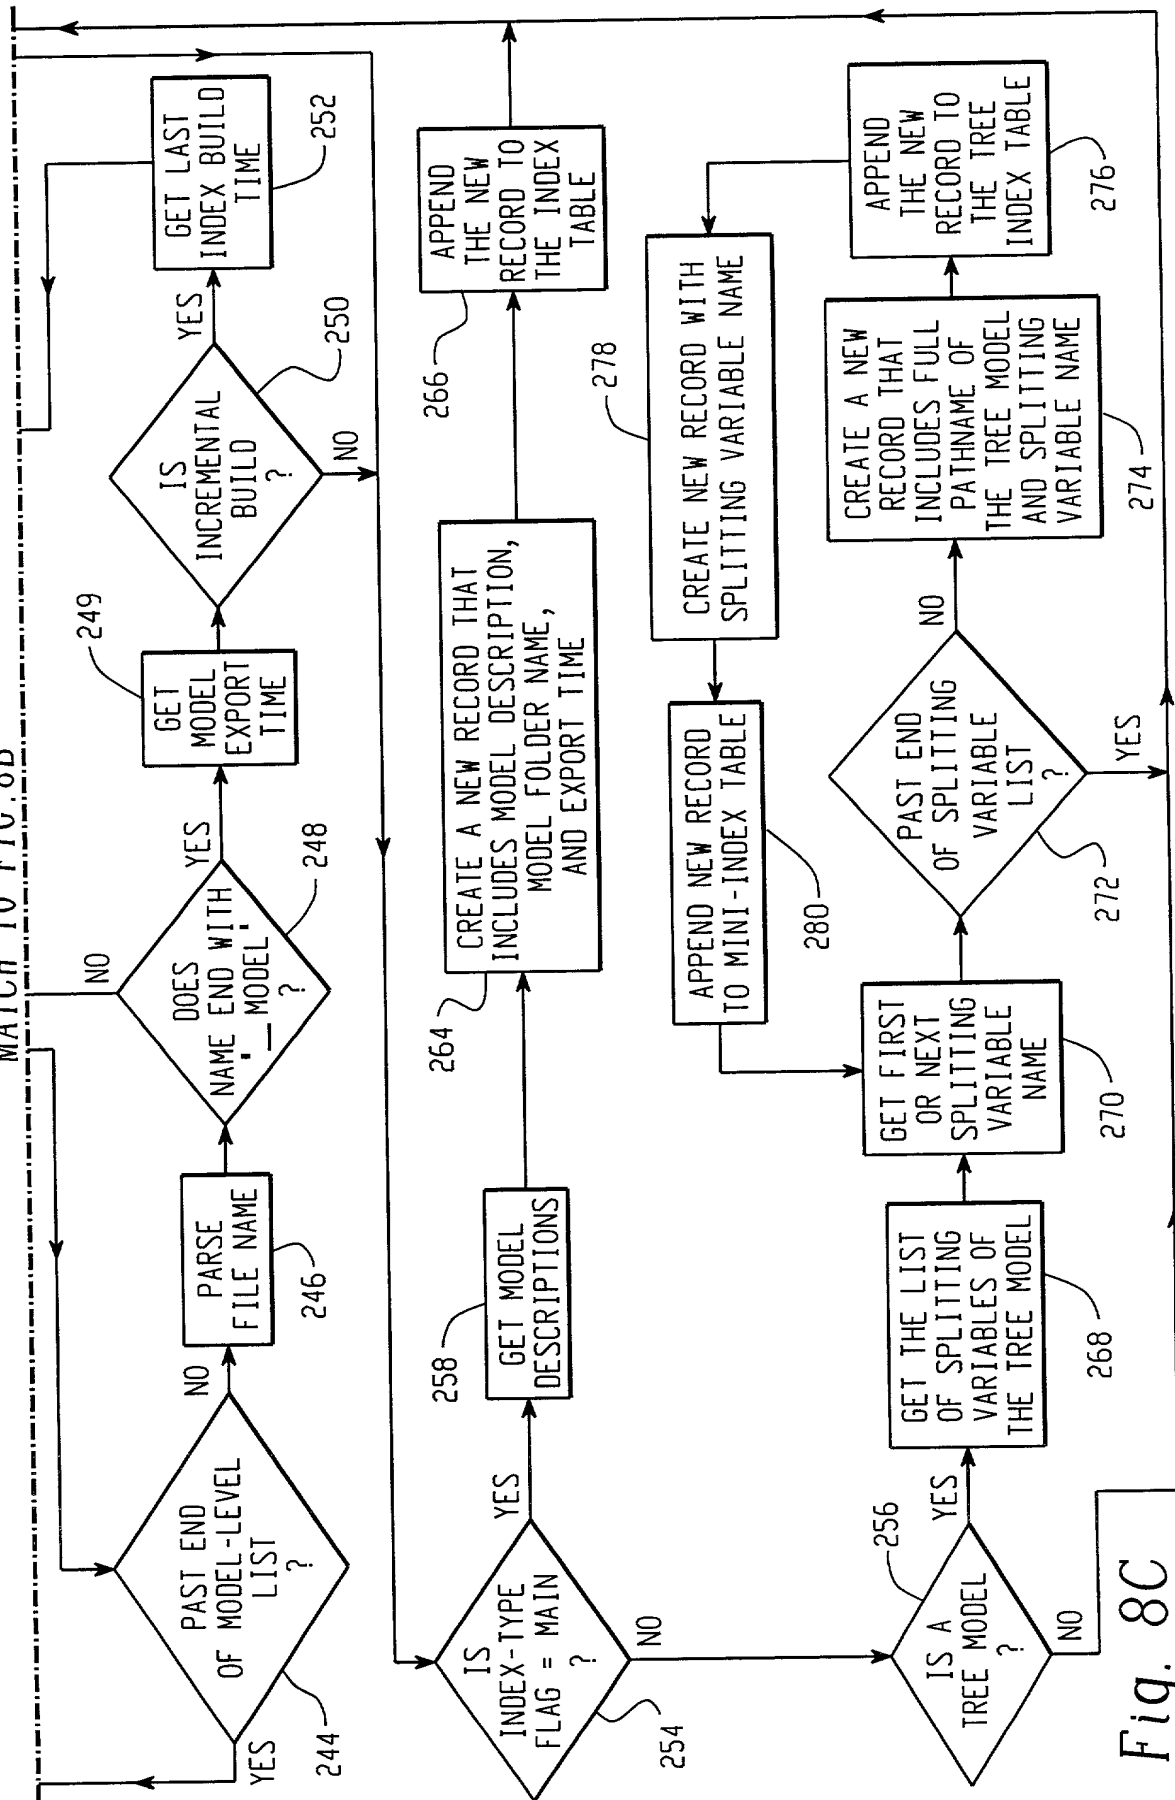 MATCH TO FIG. 8B
YES
244
PAST END
OF MODEL-LEVEL
LIST
?
NO
PARSE
FILE NAME
246
NO
DOES
NAME END WITH
"_MODEL"
?
248
YES
GET
MODEL
EXPORT
TIME
249
IS
INCREMENTAL
BUILD
?
250
NO
YES
GET LAST
INDEX BUILD
TIME
252
IS
INDEX-TYPE
FLAG = MAIN
?
254
NO
YES
258
GET MODEL
DESCRIPTIONS
264
CREATE A NEW RECORD THAT
INCLUDES MODEL DESCRIPTION,
MODEL FOLDER NAME,
AND EXPORT TIME
266
APPEND
THE NEW
RECORD TO
THE INDEX
TABLE
APPEND NEW RECORD
TO MINI-INDEX TABLE
280
CREATE NEW RECORD WITH
SPLITTING VARIABLE NAME
278
IS A
TREE MODEL
?
256
NO
YES
GET THE LIST
OF SPLITTING
VARIABLES OF
THE TREE MODEL
268
GET FIRST
OR NEXT
SPLITTING
VARIABLE
NAME
270
PAST END
OF SPLITTING
VARIABLE
LIST
?
272
YES
NO
CREATE A NEW
RECORD THAT
INCLUDES FULL
PATHNAME OF
THE TREE MODEL
AND SPLITTING
VARIABLE NAME
274
APPEND
THE NEW
RECORD TO
THE TREE
INDEX TABLE
276
Fig. 8C